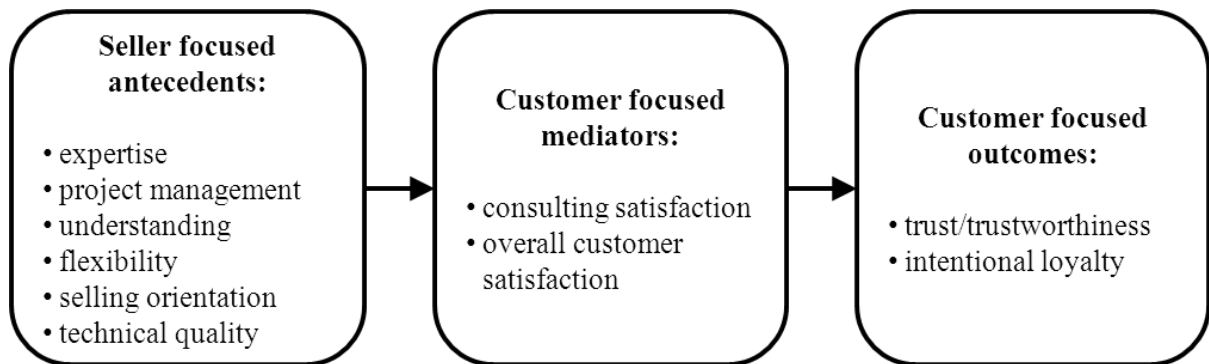 Seller focused
antecedents:
• expertise
• project management
• understanding
• flexibility
• selling orientation
• technical quality
Customer focused
mediators:
• consulting satisfaction
• overall customer
satisfaction
Customer focused
outcomes:
• trust/trustworthiness
• intentional loyalty